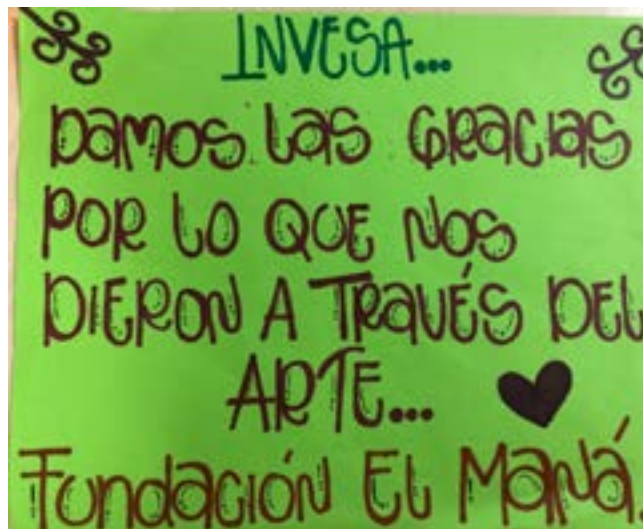 INVESA...
DAMOS LAS GRACIAS
POR LO QUE NOS
DIERON A TRAVÉS DEL
ARTE...
Fundación El Maná